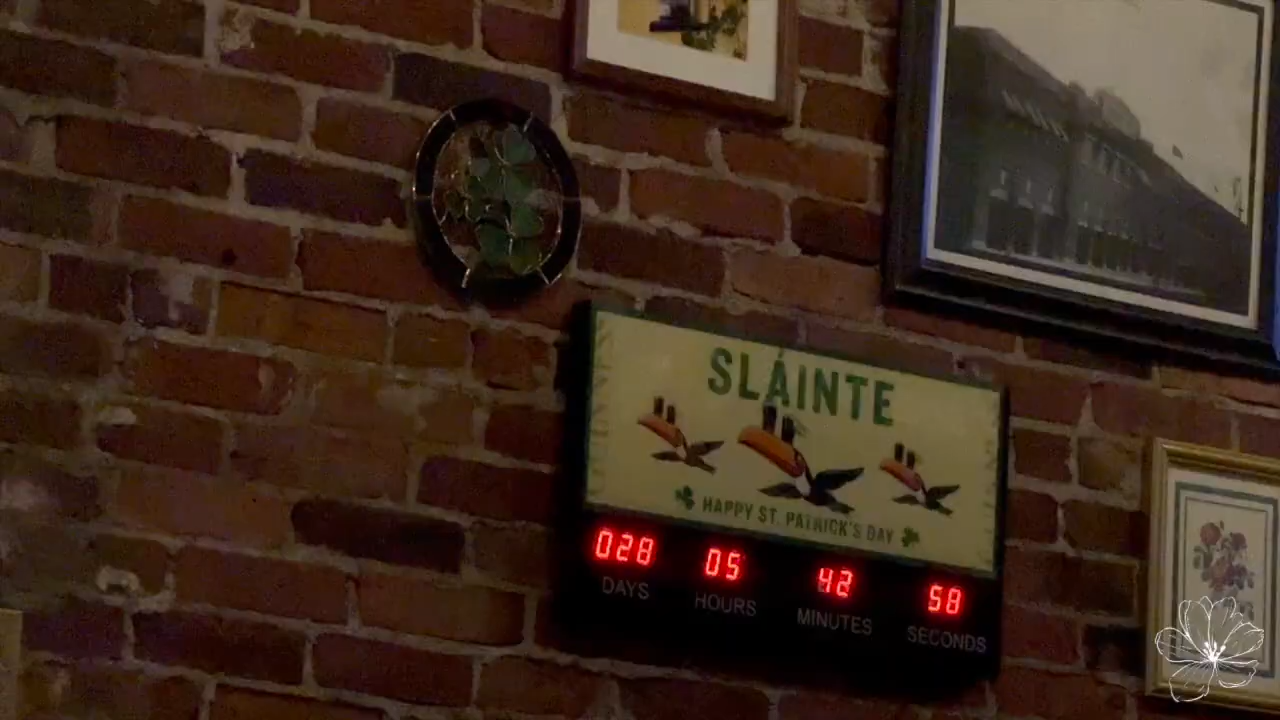 SLÁINTE
HAPPY ST. PATRICK'S DAY
028 05 42 58
DAYS HOURS MINUTES SECONDS